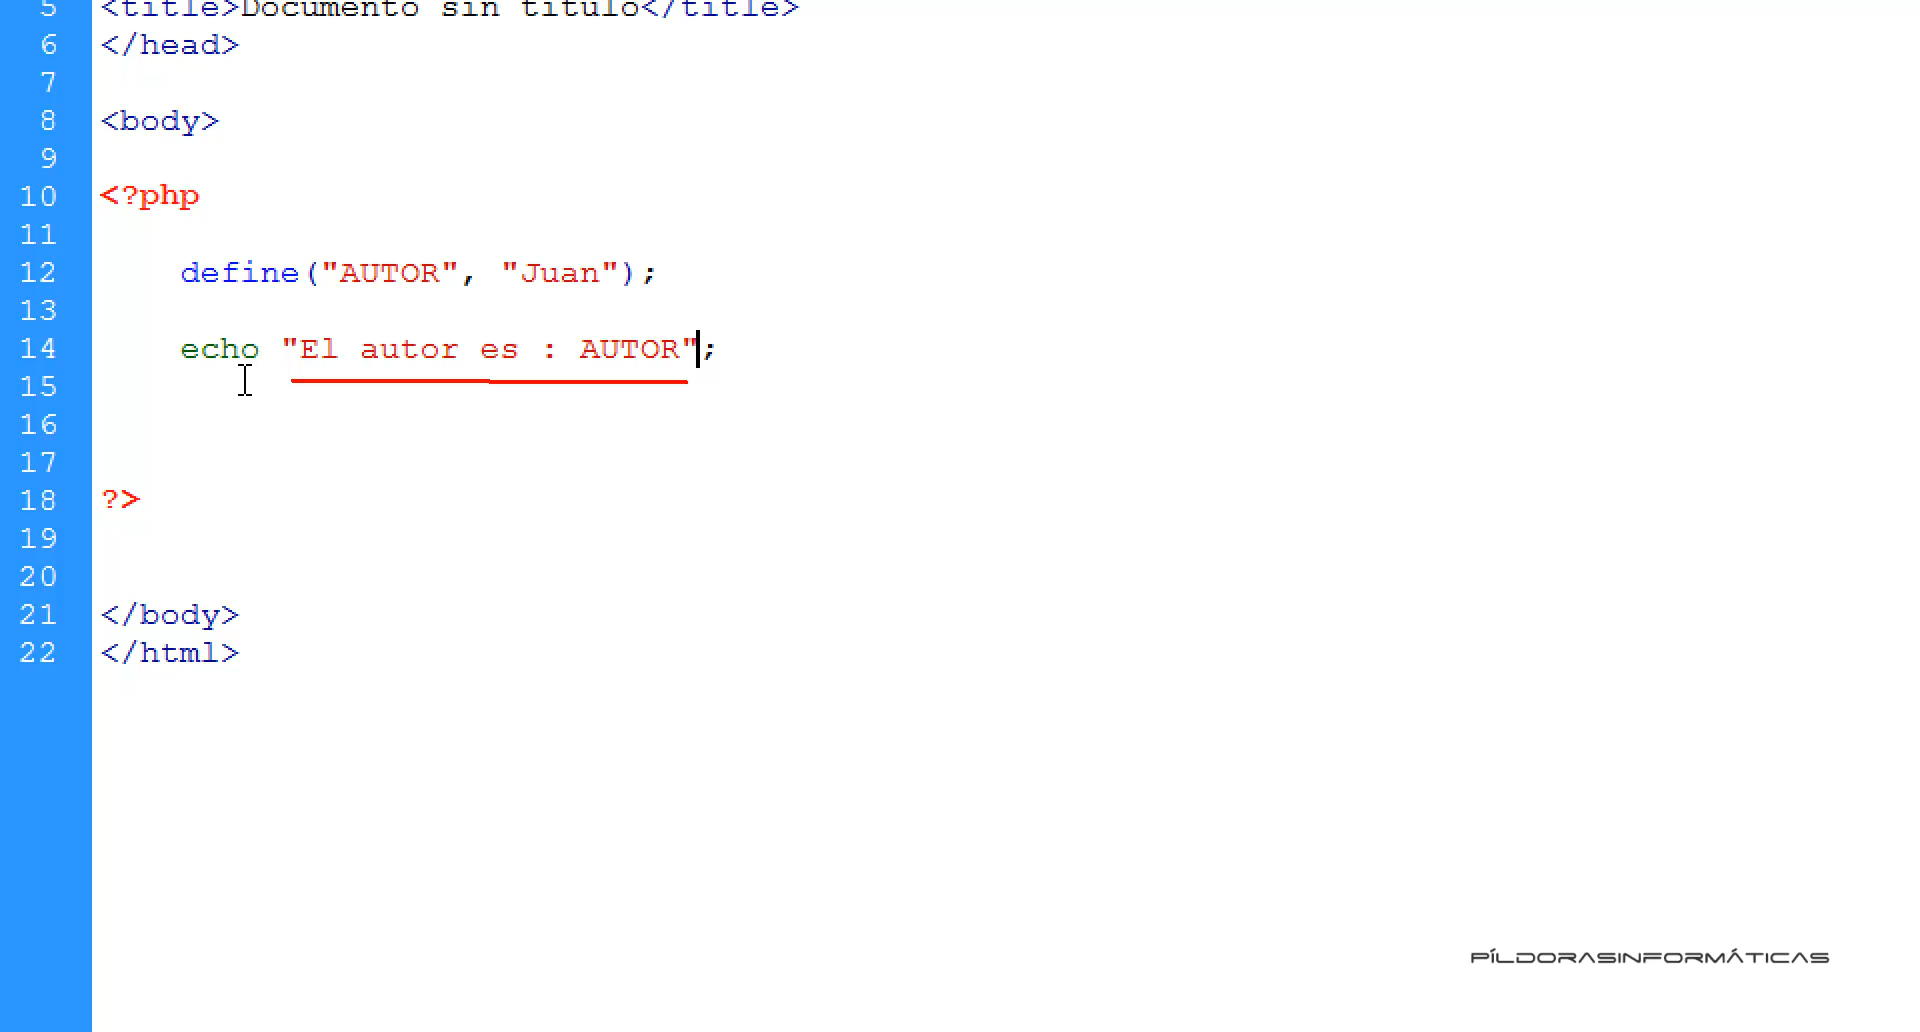 5 <title>Documento sin título</title>
6 </head>
7
8 <body>
9
10 <?php
11
12 define("AUTOR", "Juan");
13
14 echo "El autor es : AUTOR";
15
16
17
18 ?>
19
20
21 </body>
22 </html>
PÍLDORASINFORMÁTICAS